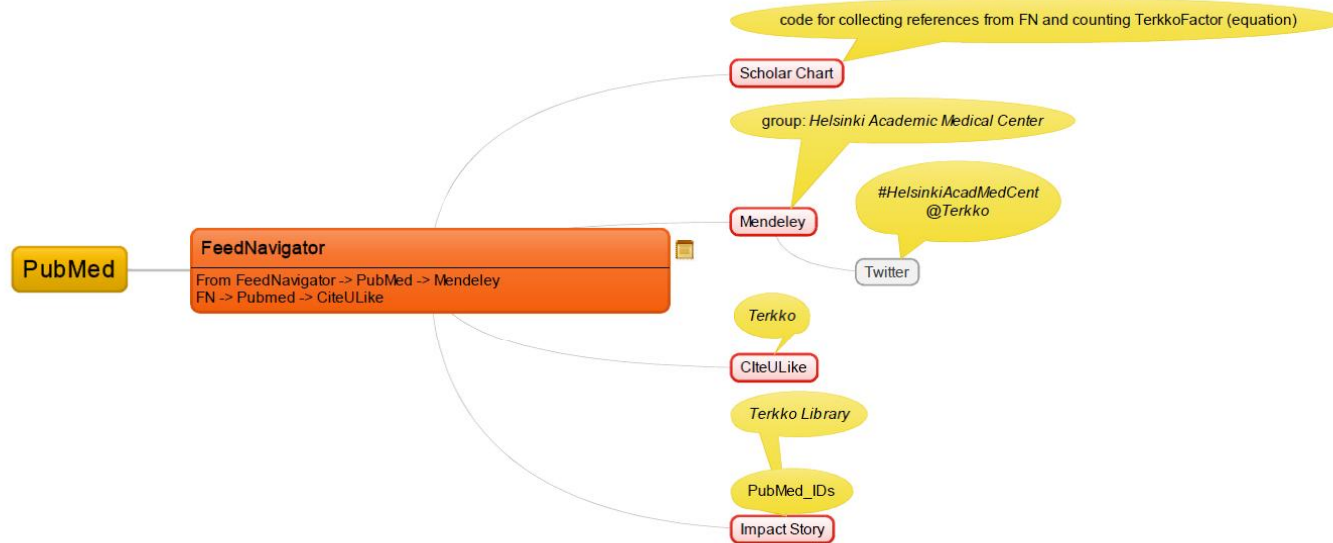 code for collecting references from FN and counting TerkkoFactor (equation)
Scholar Chart
group: Helsinki Academic Medical Center
#HelsinkiAcadMedCent
@Terkko
Mendeley
Twitter
PubMed
FeedNavigator
From FeedNavigator -> PubMed -> Mendeley
FN -> Pubmed -> CiteULike
Terkko
CIteULike
Terkko Library
PubMed_IDs
Impact Story